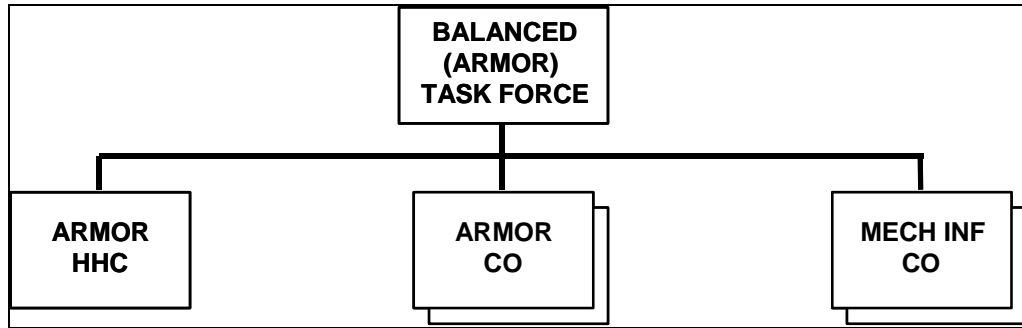 BALANCED
(ARMOR)
TASK FORCE
ARMOR
HHC
ARMOR
CO
MECH INF
CO